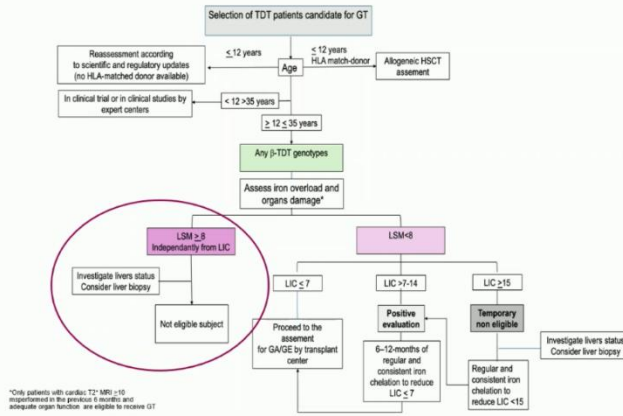 Selection of TDT patients candidate for GT
Reassessment according
to scientific and regulatory updates
(no HLA-matched donor available)
≤ 12 years
Age
≤ 12 years
HLA match-donor
Allogeneic HSCT
assement
In clinical trial or in clinical studies by
expert centers
< 12 >35 years
≥ 12 ≤ 35 years
Any β-TDT genotypes
Assess iron overload and
organs damage*
LSM ≥ 8
Independantly from LIC
LSM<8
Investigate livers status
Consider liver biopsy
Not eligible subject
LIC ≤ 7
LIC >7-14
LIC ≥15
Proceed to the
assement
for GA/GE by transplant
center
Positive
evaluation
Temporary
non eligible
Investigate livers status
Consider liver biopsy
6–12-months of
regular and
consistent iron
chelation to reduce
LIC ≤ 7
Regular and
consistent iron
chelation to
reduce LIC <15
*Only patients with cardiac T2* MRI ≥10
msperformed in the previous 6 months and
adequate organ function are eligible to receive GT